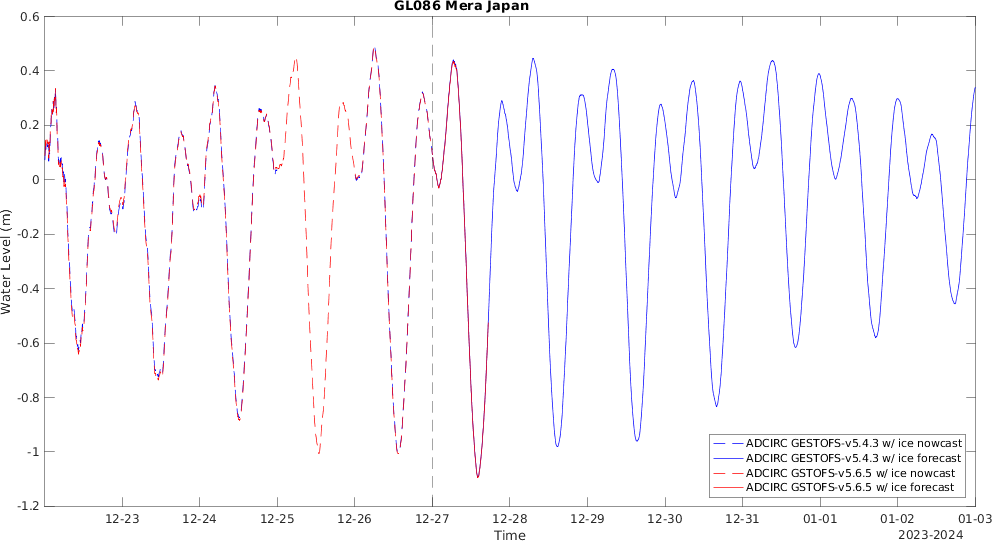 GL086 Mera Japan
0.6
0.4
0.2
0
-0.2
-0.4
-0.6
-0.8
-1
-1.2
Water Level (m)
ADCIRC GESTOFS-v5.4.3 w/ ice nowcast
ADCIRC GESTOFS-v5.4.3 w/ ice forecast
ADCIRC GSTOFS-v5.6.5 w/ ice nowcast
ADCIRC GSTOFS-v5.6.5 w/ ice forecast
12-23 12-24 12-25 12-26 12-27 12-28 12-29 12-30 12-31 01-01 01-02 01-03
Time
2023-2024